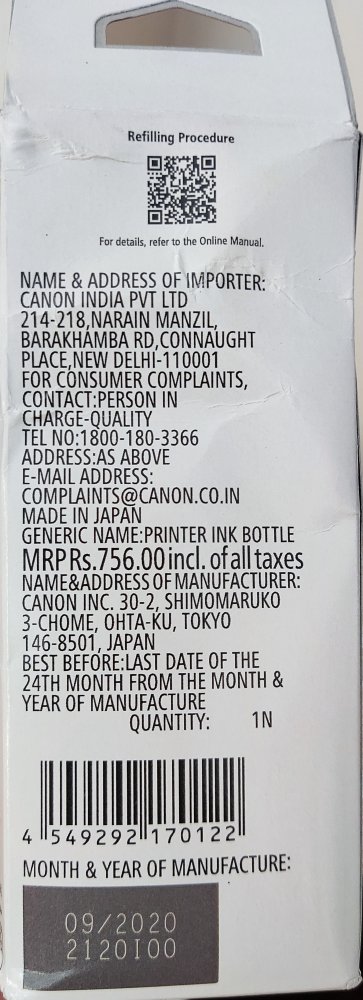 Refilling Procedure
For details, refer to the Online Manual.
NAME & ADDRESS OF IMPORTER:
CANON INDIA PVT LTD
214-218,NARAIN MANZIL,
BARAKHAMBA RD,CONNAUGHT
PLACE,NEW DELHI-110001
FOR CONSUMER COMPLAINTS,
CONTACT:PERSON IN
CHARGE-QUALITY
TEL NO:1800-180-3366
ADDRESS:AS ABOVE
E-MAIL ADDRESS:
COMPLAINTS@CANON.CO.IN
MADE IN JAPAN
GENERIC NAME:PRINTER INK BOTTLE
MRPRs.756.00incl. of all taxes
NAME&ADDRESS OF MANUFACTURER:
CANON INC. 30-2, SHIMOMARUKO
3-CHOME, OHTA-KU, TOKYO
146-8501, JAPAN
BEST BEFORE:LAST DATE OF THE
24TH MONTH FROM THE MONTH &
YEAR OF MANUFACTURE
QUANTITY: 1N
4 549292 170122
MONTH & YEAR OF MANUFACTURE:
09/2020
2120I00